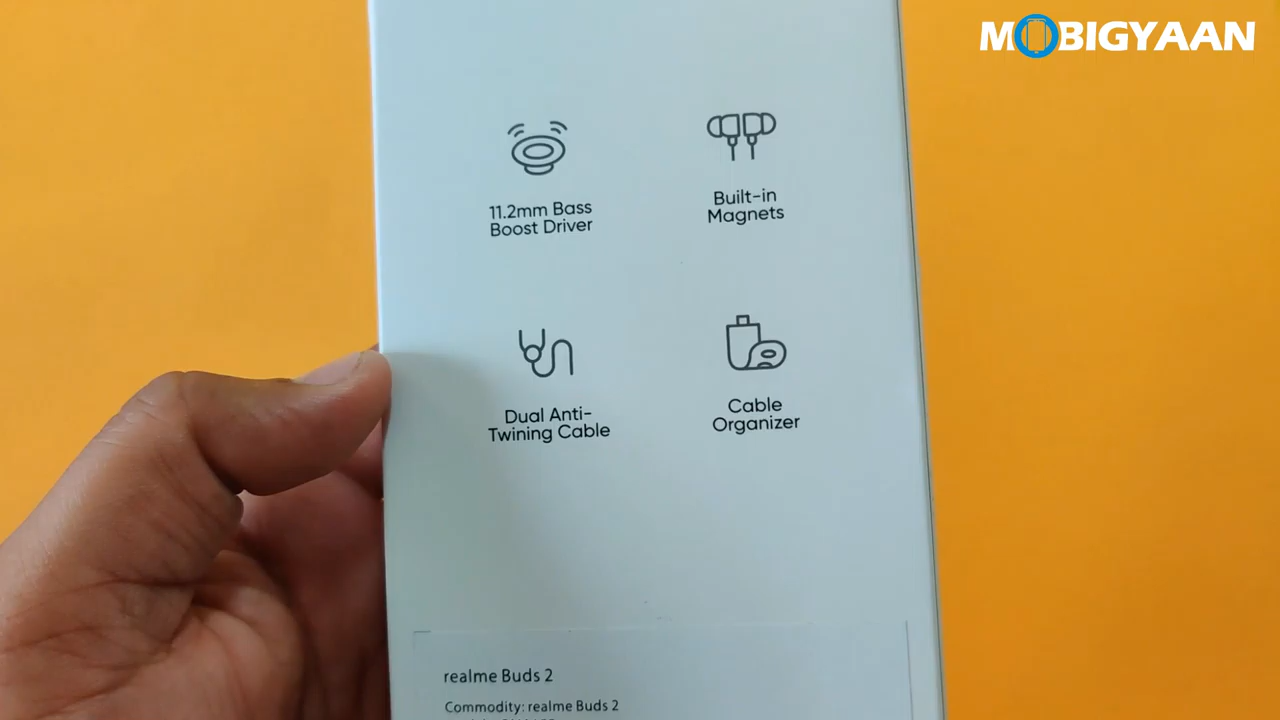 MOBIGYAAN
11.2mm Bass
Boost Driver
Built-in
Magnets
Dual Anti-
Twining Cable
Cable
Organizer
realme Buds 2
Commodity: realme Buds 2